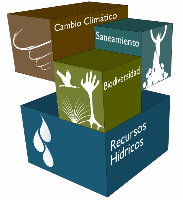 Cambio Climático
Saneamiento
Biodiversidad
Recursos
Hídricos